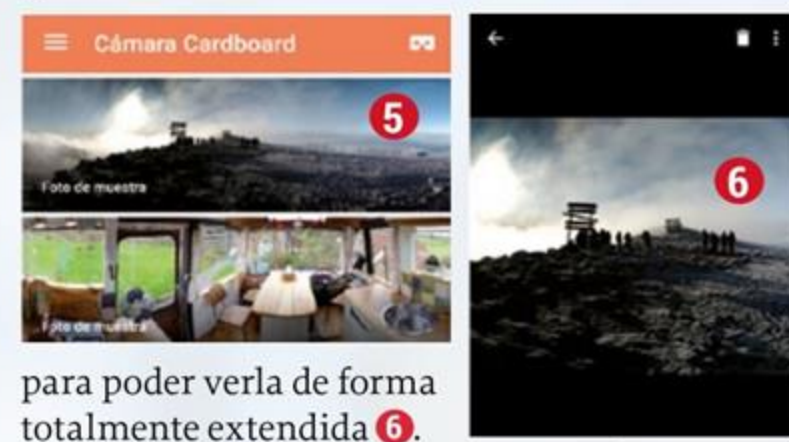 Cámara Cardboard
5
Foto de muestra
Foto de muestra
6
para poder verla de forma
totalmente extendida 6.